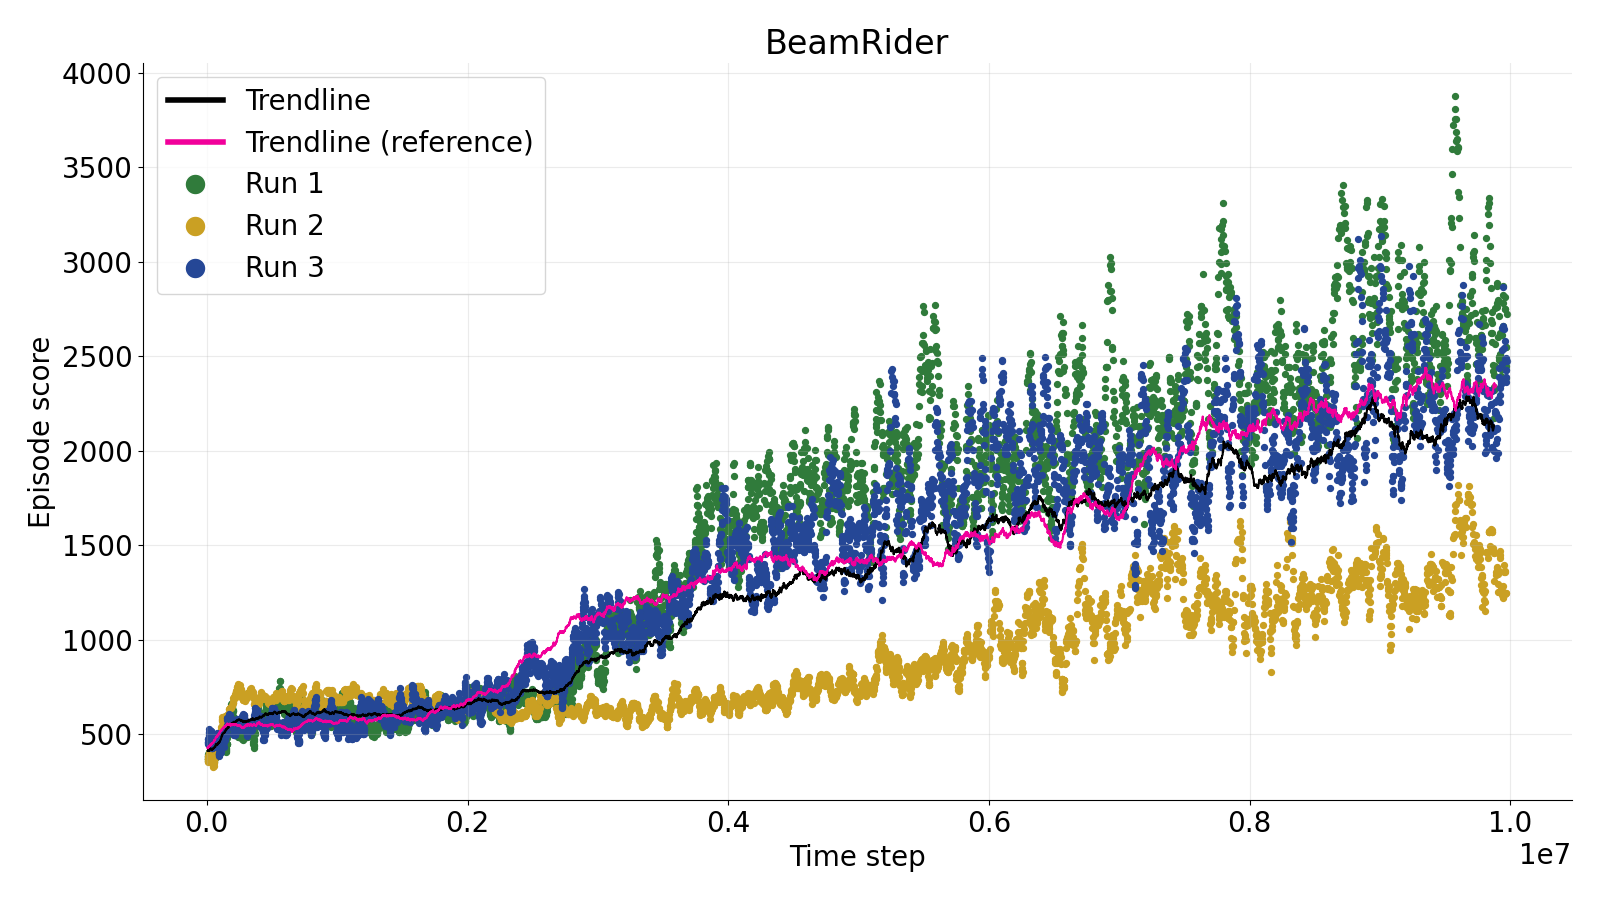 BeamRider
4000
3500
3000
2500
2000
1500
1000
500
Episode score
Trendline
Trendline (reference)
Run 1
Run 2
Run 3
0.0 0.2 0.4 0.6 0.8 1.0
1e7
Time step